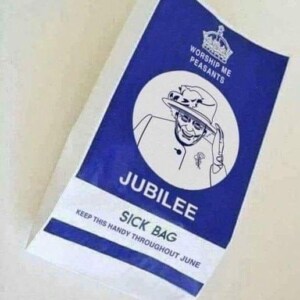 WORSHIP ME
PEASANTS
JUBILEE
SICK BAG
KEEP THIS HANDY THROUGHOUT JUNE